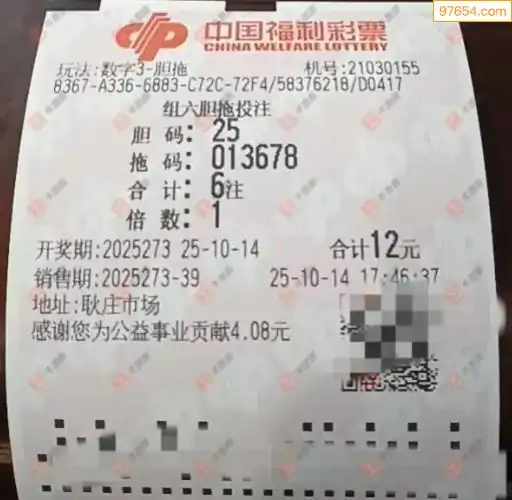 97654.com
中国福利彩票
CHINA WELFARE LOTTERY
玩法:数字3-胆拖 机号:21030155
8367-A336-6883-C72C-72F4/58376218/D0417
组六胆拖投注
胆 码: 25
拖 码: 013678
合 计: 6注
倍 数: 1
开奖期:2025273 25-10-14 合计12元
销售期:2025273-39 25-10-14 17:46:37
地址:耿庄市场
感谢您为公益事业贡献4.08元